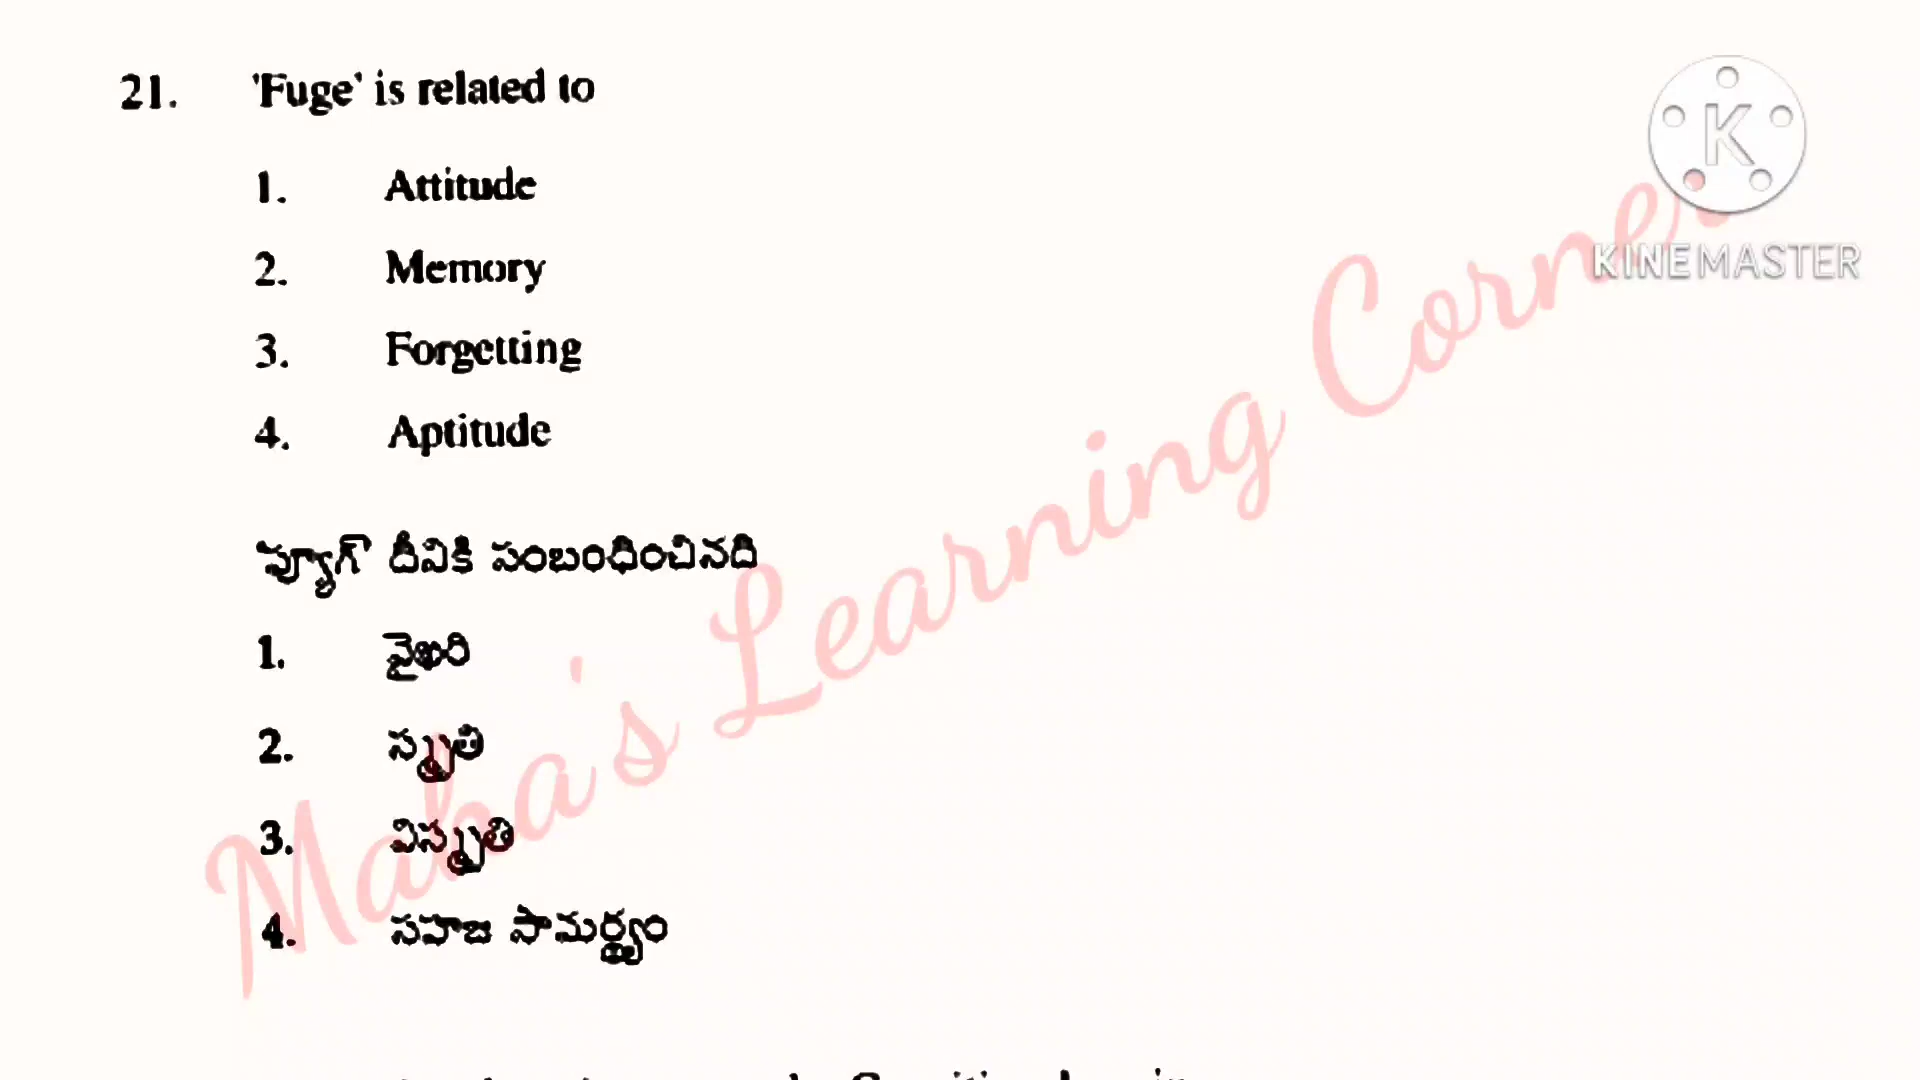 21. 'Fuge' is related to
1. Attitude
2. Memory
3. Forgetting
4. Aptitude
'ఫ్యూగ్' దీనికి సంబంధించినది
1. వైఖరి
2. స్మృతి
3. విస్మృతి
4. సహజ సామర్థ్యం
Maha's Learning Corner
K
KINEMASTER